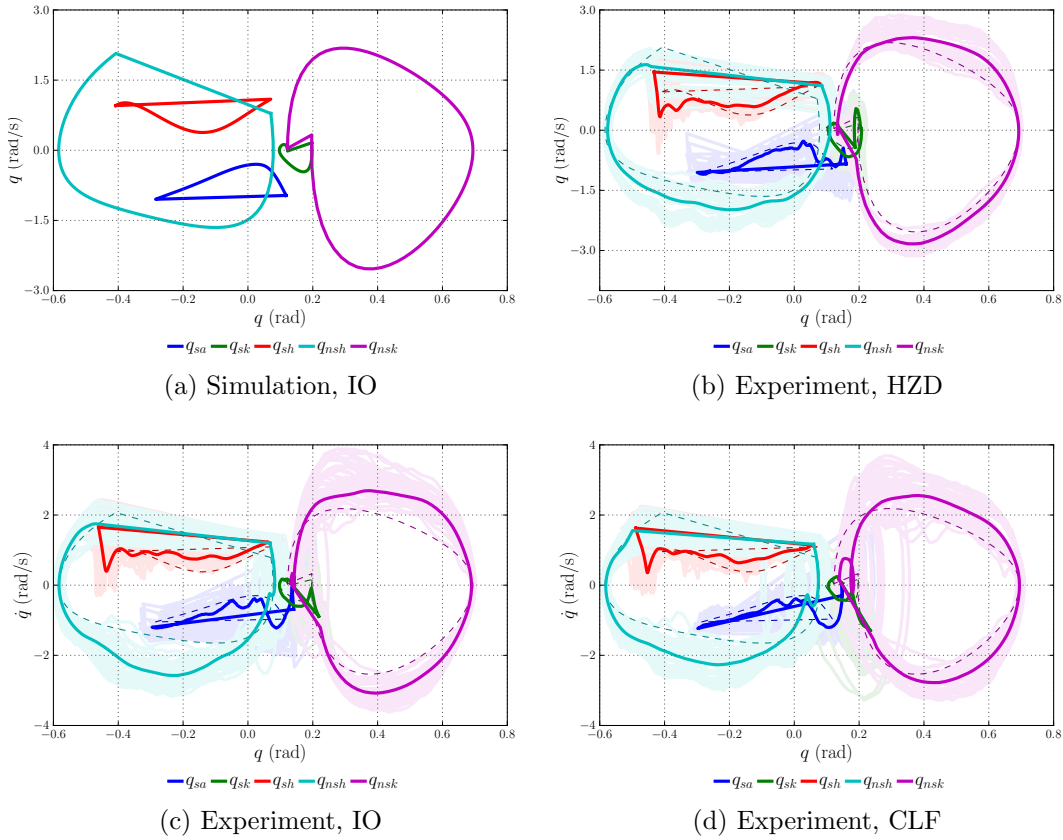 3.0
1.5
0.0
−1.5
−3.0
q (rad/s)
−0.6 −0.4 −0.2 0.0 0.2 0.4 0.6 0.8
q (rad)
q_sa q_sk q_sh q_nsh q_nsk
(a) Simulation, IO
3.0
1.5
0.0
−1.5
−3.0
q (rad/s)
−0.6 −0.4 −0.2 0.0 0.2 0.4 0.6 0.8
q (rad)
q_sa q_sk q_sh q_nsh q_nsk
(b) Experiment, HZD
4
2
0
−2
−4
q̇ (rad/s)
−0.6 −0.4 −0.2 0.0 0.2 0.4 0.6 0.8
q (rad)
q_sa q_sk q_sh q_nsh q_nsk
(c) Experiment, IO
4
2
0
−2
−4
q̇ (rad/s)
−0.6 −0.4 −0.2 0.0 0.2 0.4 0.6 0.8
q (rad)
q_sa q_sk q_sh q_nsh q_nsk
(d) Experiment, CLF